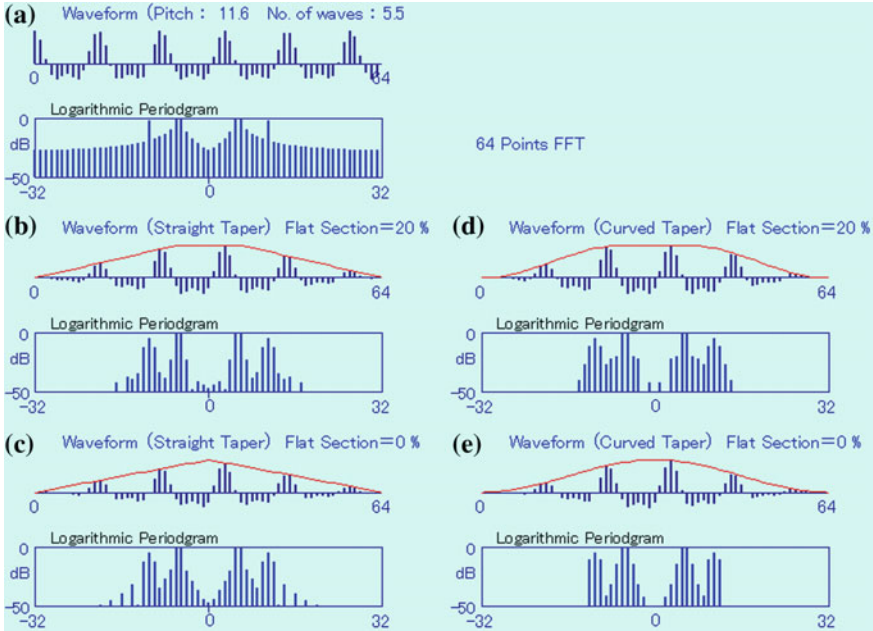 (a) Waveform (Pitch : 11.6 No. of waves : 5.5
0 64
Logarithmic Periodgram
0
dB
-50
-32 0 32
64 Points FFT
(b) Waveform (Straight Taper) Flat Section=20 %
0 64
Logarithmic Periodgram
0
dB
-50
-32 0 32
(d) Waveform (Curved Taper) Flat Section=20 %
0 64
Logarithmic Periodgram
0
dB
-50
-32 0 32
(c) Waveform (Straight Taper) Flat Section=0 %
0 64
Logarithmic Periodgram
0
dB
-50
-32 0 32
(e) Waveform (Curved Taper) Flat Section=0 %
0 64
Logarithmic Periodgram
0
dB
-50
-32 0 32